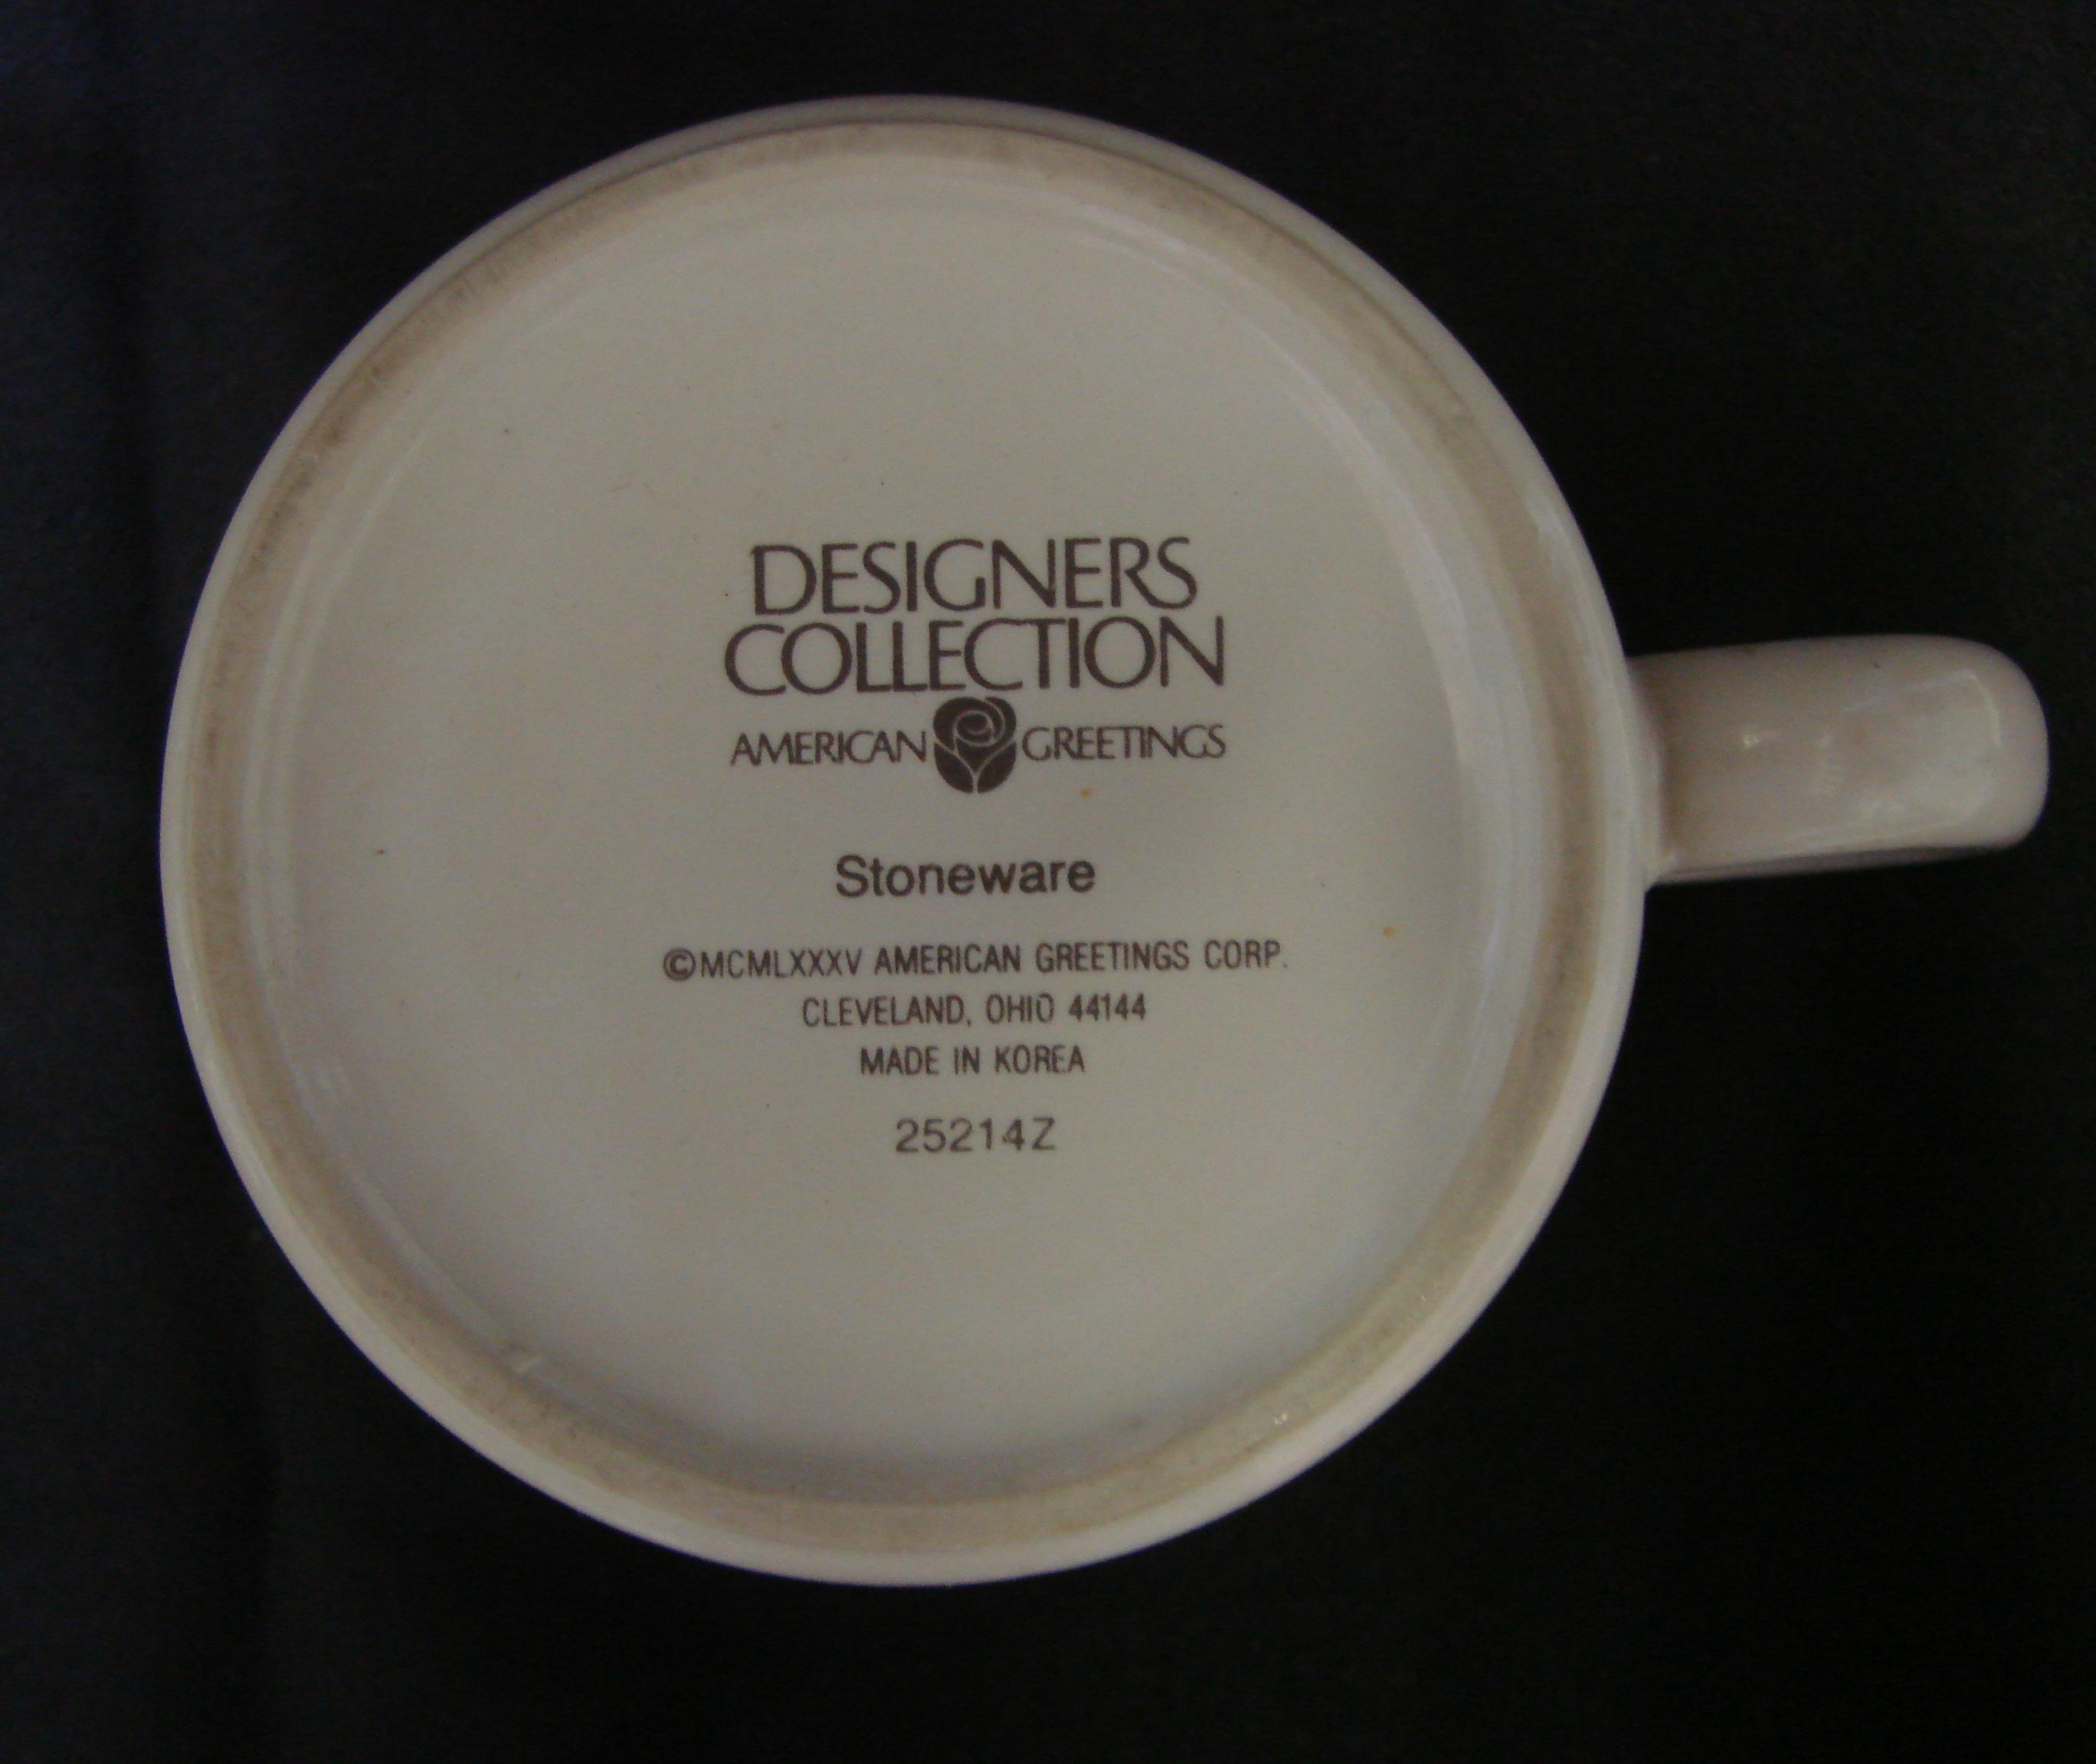 DESIGNERS
COLLECTION
AMERICAN GREETINGS
Stoneware
©MCMLXXXV AMERICAN GREETINGS CORP.
CLEVELAND, OHIO 44144
MADE IN KOREA
25214Z